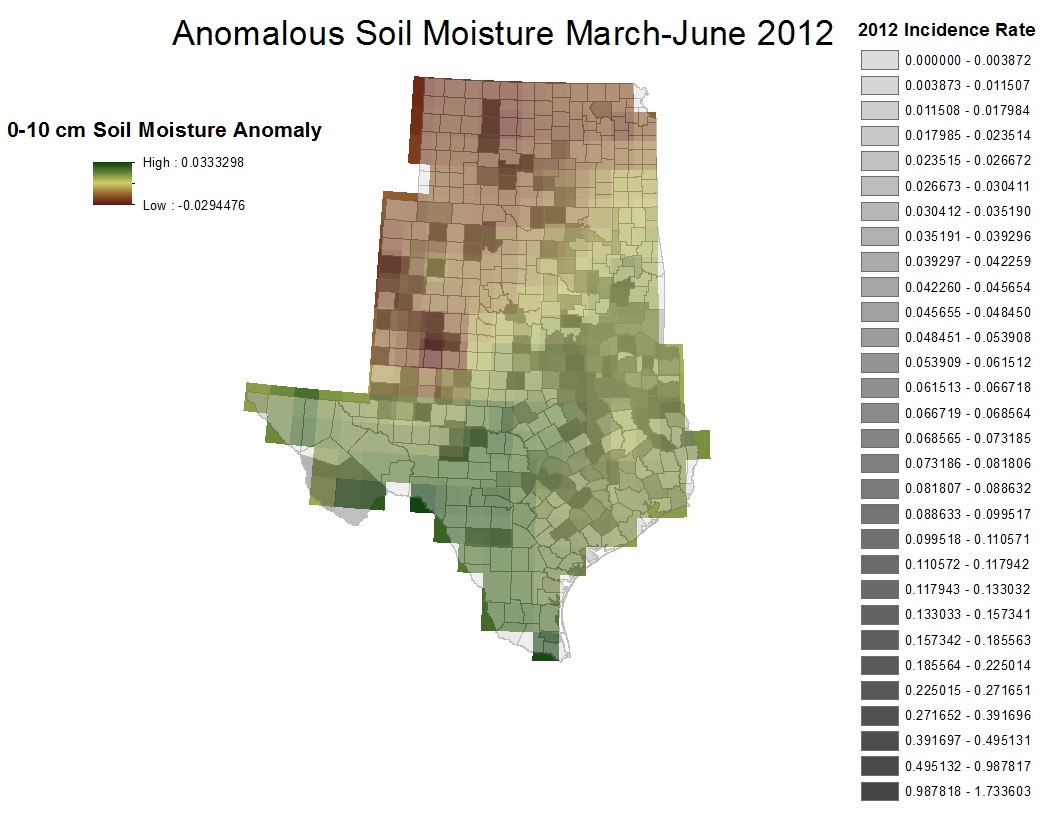 Anomalous Soil Moisture March-June 2012
0-10 cm Soil Moisture Anomaly
High : 0.0333298
Low : -0.0294476
2012 Incidence Rate
0.000000 - 0.003872
0.003873 - 0.011507
0.011508 - 0.017984
0.017985 - 0.023514
0.023515 - 0.026672
0.026673 - 0.030411
0.030412 - 0.035190
0.035191 - 0.039296
0.039297 - 0.042259
0.042260 - 0.045654
0.045655 - 0.048450
0.048451 - 0.053908
0.053909 - 0.061512
0.061513 - 0.066718
0.066719 - 0.068564
0.068565 - 0.073185
0.073186 - 0.081806
0.081807 - 0.088632
0.088633 - 0.099517
0.099518 - 0.110571
0.110572 - 0.117942
0.117943 - 0.133032
0.133033 - 0.157341
0.157342 - 0.185563
0.185564 - 0.225014
0.225015 - 0.271651
0.271652 - 0.391696
0.391697 - 0.495131
0.495132 - 0.987817
0.987818 - 1.733603